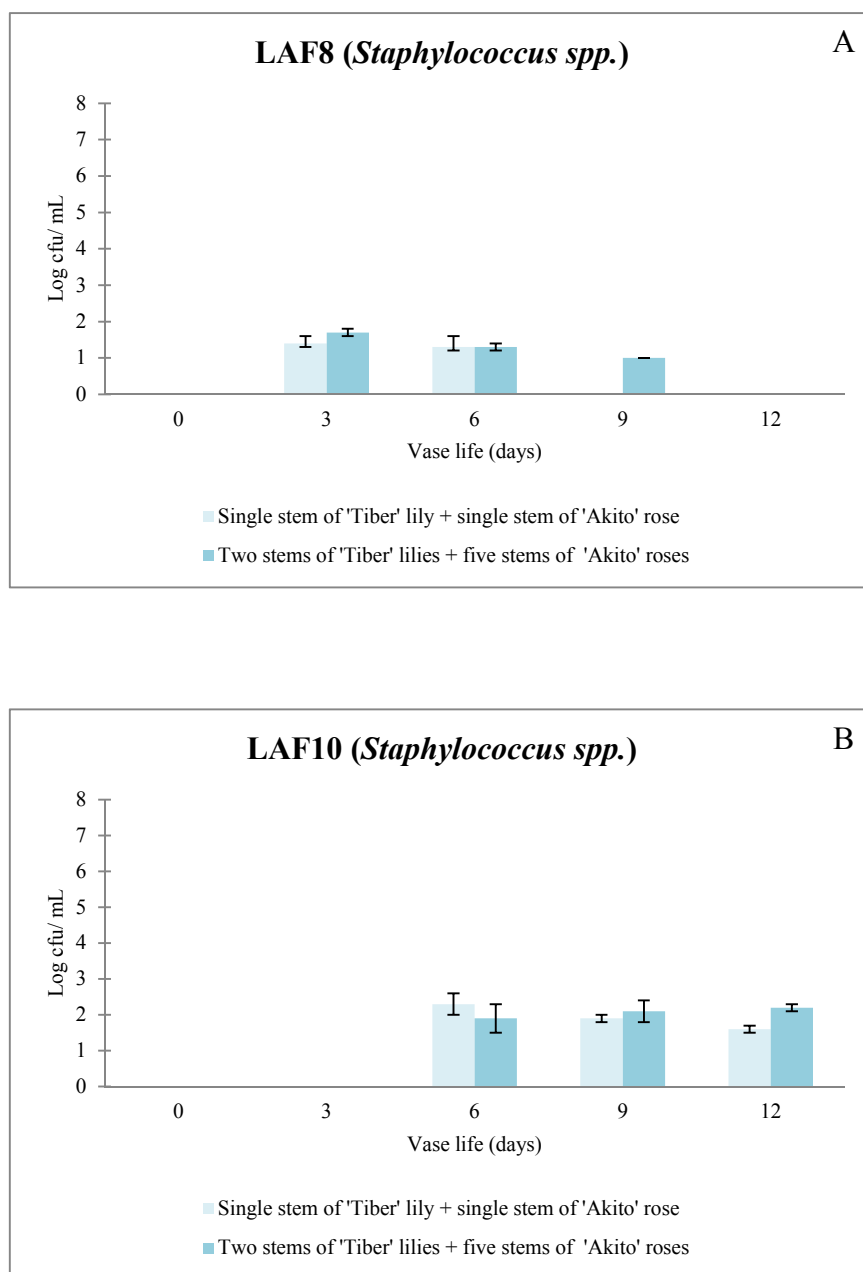 A
LAF8 (Staphylococcus spp.)
8
7
6
5
4
3
2
1
0
Log cfu/ mL
0 3 6 9 12
Vase life (days)
Single stem of 'Tiber' lily + single stem of 'Akito' rose
Two stems of 'Tiber' lilies + five stems of 'Akito' roses
B
LAF10 (Staphylococcus spp.)
8
7
6
5
4
3
2
1
0
Log cfu/ mL
0 3 6 9 12
Vase life (days)
Single stem of 'Tiber' lily + single stem of 'Akito' rose
Two stems of 'Tiber' lilies + five stems of 'Akito' roses